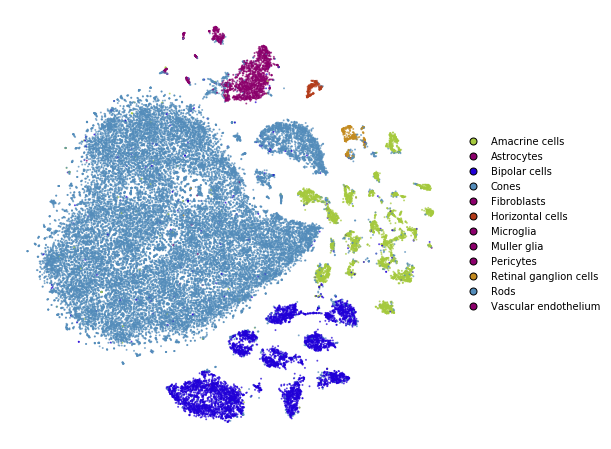 Amacrine cells
Astrocytes
Bipolar cells
Cones
Fibroblasts
Horizontal cells
Microglia
Muller glia
Pericytes
Retinal ganglion cells
Rods
Vascular endothelium